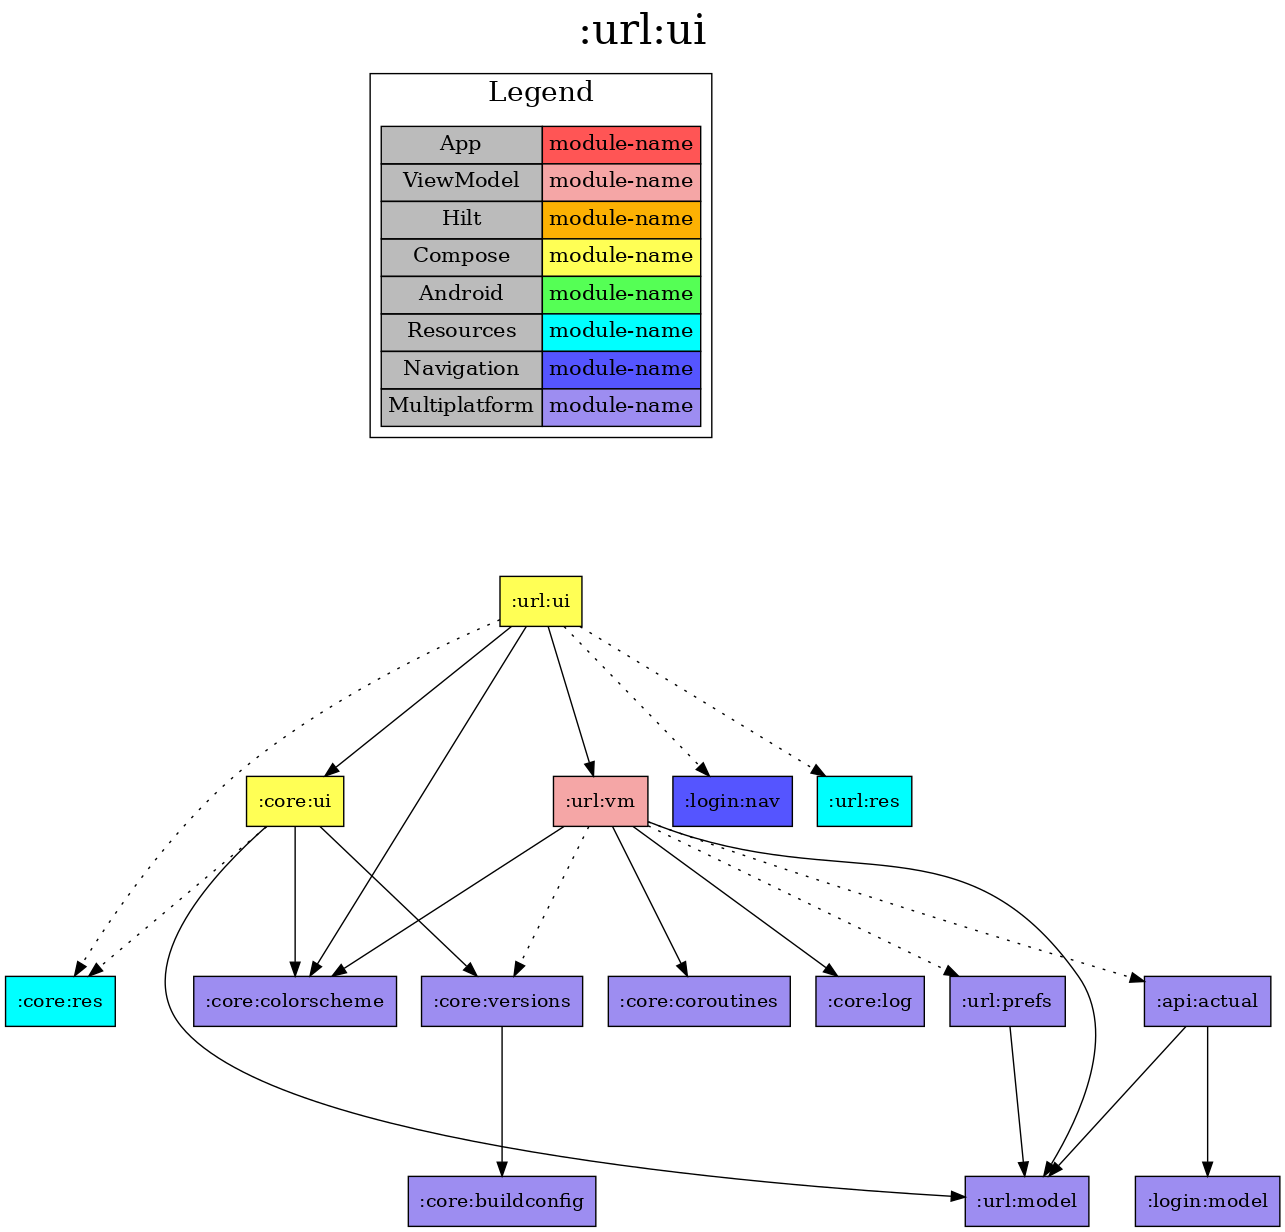 :url:ui
Legend
App module-name
ViewModel module-name
Hilt module-name
Compose module-name
Android module-name
Resources module-name
Navigation module-name
Multiplatform module-name
:url:ui
:core:ui
:url:vm
:login:nav
:url:res
:core:res
:core:colorscheme
:core:versions
:core:coroutines
:core:log
:url:prefs
:api:actual
:core:buildconfig
:url:model
:login:model